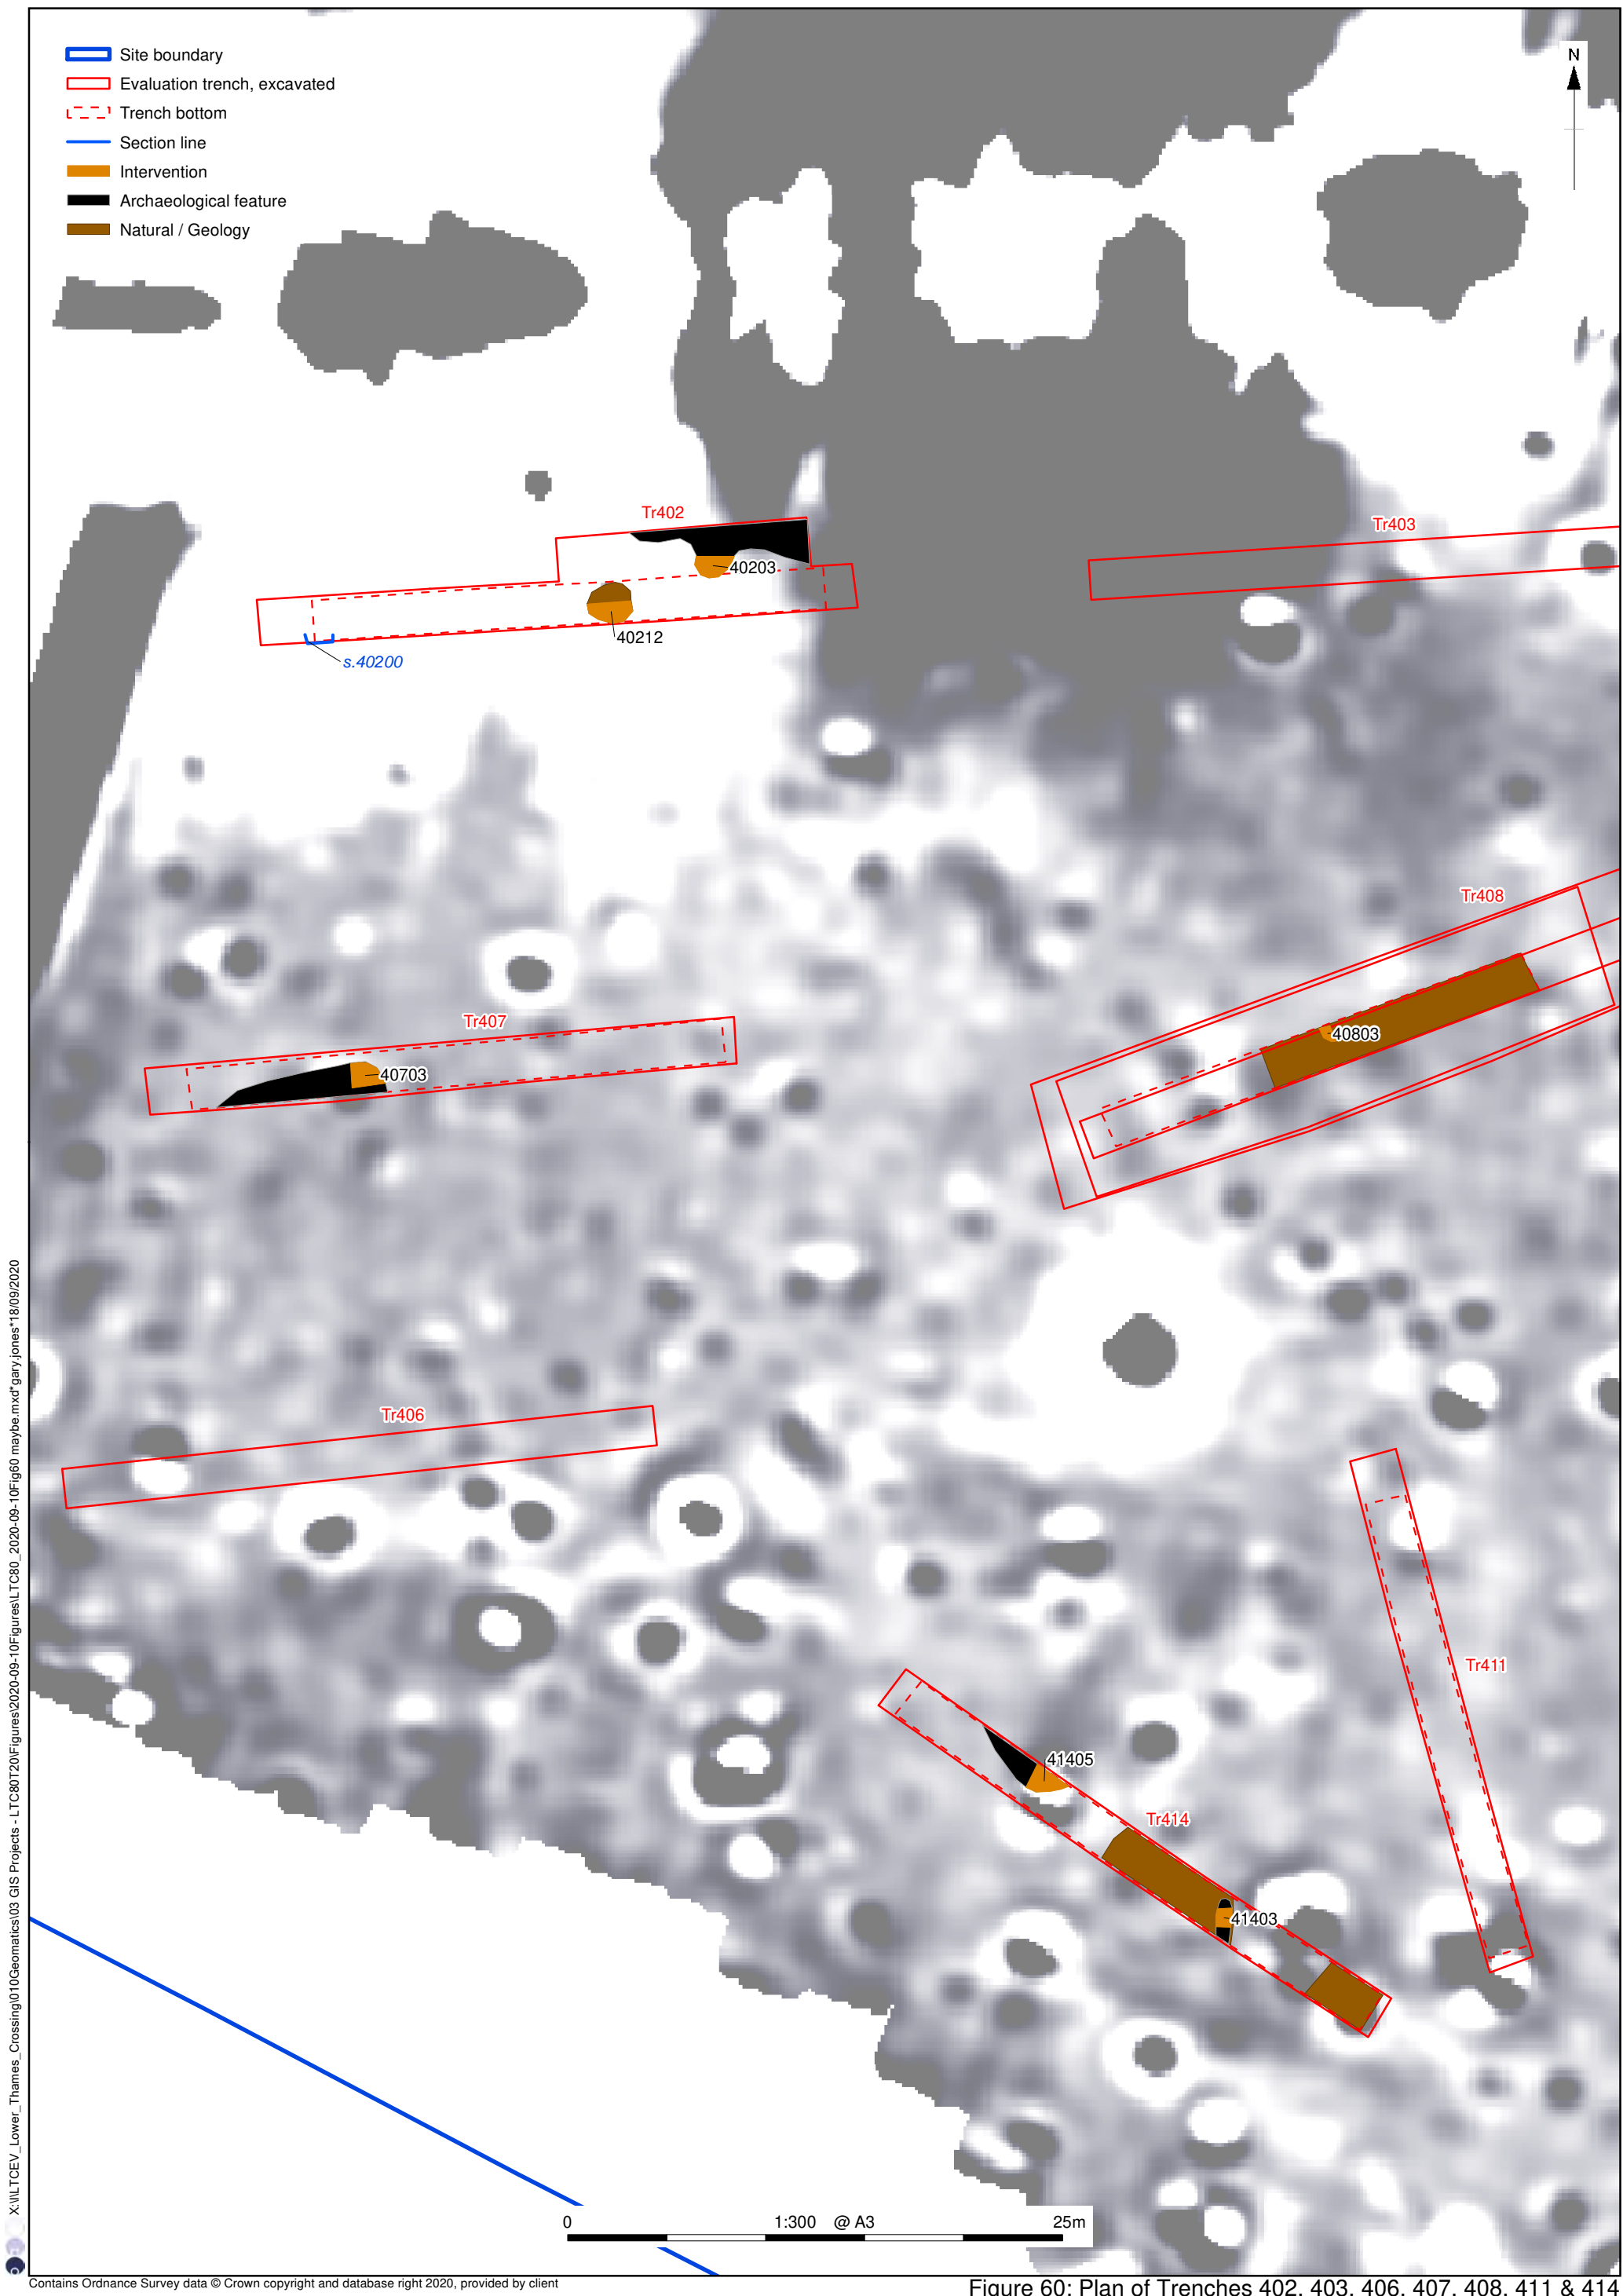 Site boundary
Evaluation trench, excavated
Trench bottom
Section line
Intervention
Archaeological feature
Natural / Geology
N
Tr402
Tr403
40203
40212
s.40200
Tr408
40803
Tr407
40703
Tr406
Tr411
41405
Tr414
41403
0 1:300 @ A3 25m
X:\l\LTCEV_Lower_Thames_Crossing\010Geomatics\03 GIS Projects - LTC80T20\Figures\2020-09-10Figures\LTC80_2020-09-10Fig60 maybe.mxd*gary.jones*18/09/2020
Contains Ordnance Survey data © Crown copyright and database right 2020, provided by client
Figure 60: Plan of Trenches 402, 403, 406, 407, 408, 411 & 414